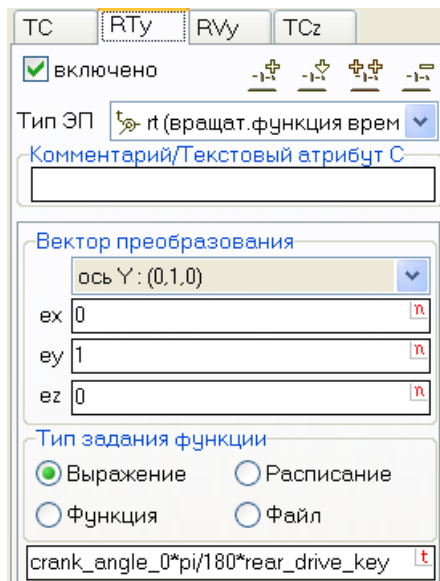 TC RTy RVy TCz
включено
Тип ЭП rt (вращат.функция врем
Комментарий/Текстовый атрибут C
Вектор преобразования
ось Y : (0,1,0)
ex 0 n
ey 1 n
ez 0 n
Тип задания функции
Выражение Расписание
Функция Файл
crank_angle_0*pi/180*rear_drive_key t